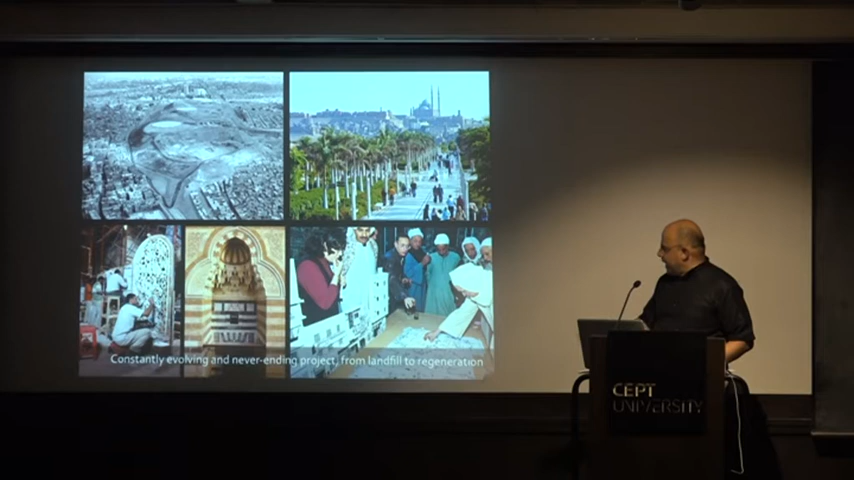 Constantly evolving and never-ending project, from landfill to regeneration
CEPT
UNIVERSITY